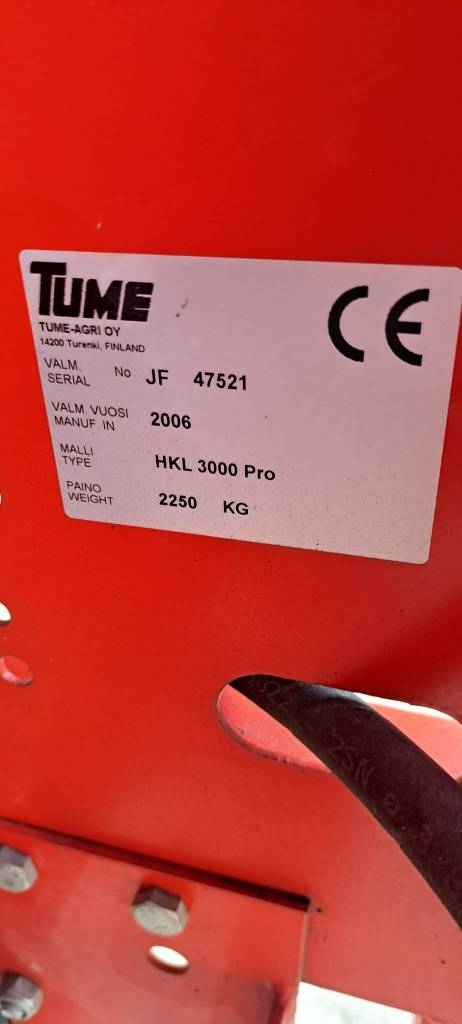 TUME
TUME-AGRI OY
14200 Turenki, FINLAND
CE
VALM.
SERIAL No JF 47521
VALM. VUOSI
MANUF. IN 2006
MALLI
TYPE HKL 3000 Pro
PAINO
WEIGHT 2250 KG
2SN